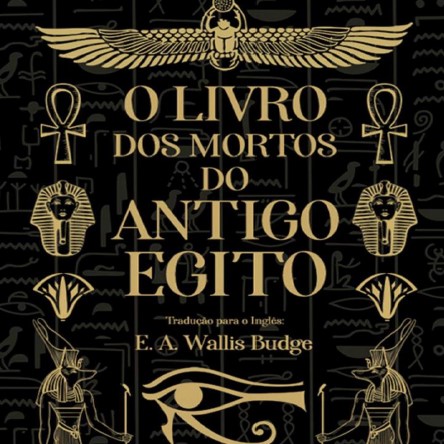 O LIVRO
DOS MORTOS
DO
ANTIGO
EGITO
Tradução para o Inglês:
E. A. Wallis Budge